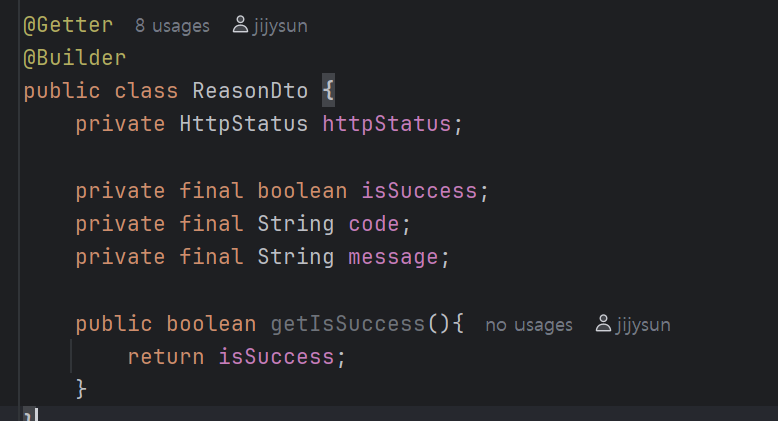 @Getter 8 usages jijysun
@Builder
public class ReasonDto {
private HttpStatus httpStatus;
private final boolean isSuccess;
private final String code;
private final String message;
public boolean getIsSuccess(){ no usages jijysun
return isSuccess;
}
}